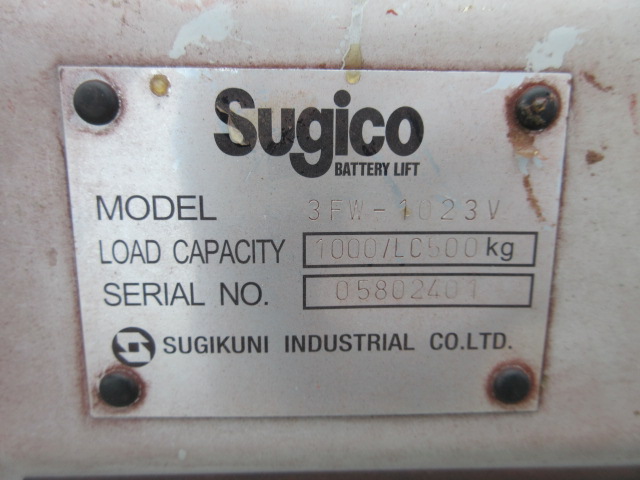 Sugico
BATTERY LIFT
MODEL 3FW-1023V
LOAD CAPACITY 1000/LC500 kg
SERIAL NO. 05802401
SUGIKUNI INDUSTRIAL CO.LTD.